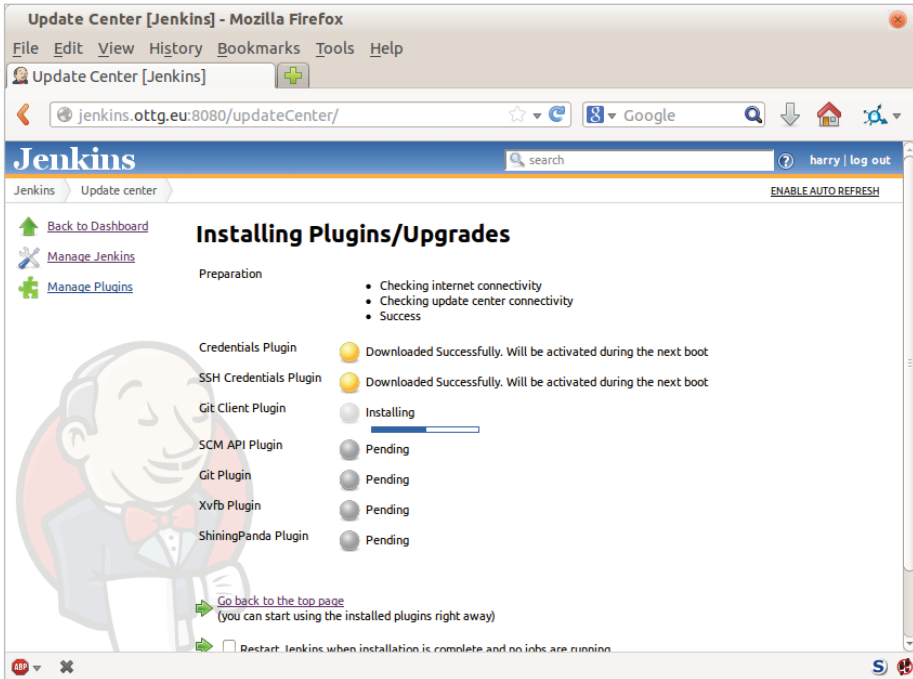 Update Center [Jenkins] - Mozilla Firefox
File Edit View History Bookmarks Tools Help
Update Center [Jenkins]
jenkins.ottg.eu:8080/updateCenter/
8 Google
Jenkins
search
? harry | log out
Jenkins Update center
ENABLE AUTO REFRESH
Back to Dashboard
Manage Jenkins
Manage Plugins
Installing Plugins/Upgrades
Preparation
• Checking internet connectivity
• Checking update center connectivity
• Success
Credentials Plugin Downloaded Successfully. Will be activated during the next boot
SSH Credentials Plugin Downloaded Successfully. Will be activated during the next boot
Git Client Plugin Installing
SCM API Plugin Pending
Git Plugin Pending
Xvfb Plugin Pending
ShiningPanda Plugin Pending
Go back to the top page
(you can start using the installed plugins right away)
Restart Jenkins when installation is complete and no jobs are running
ABP
S